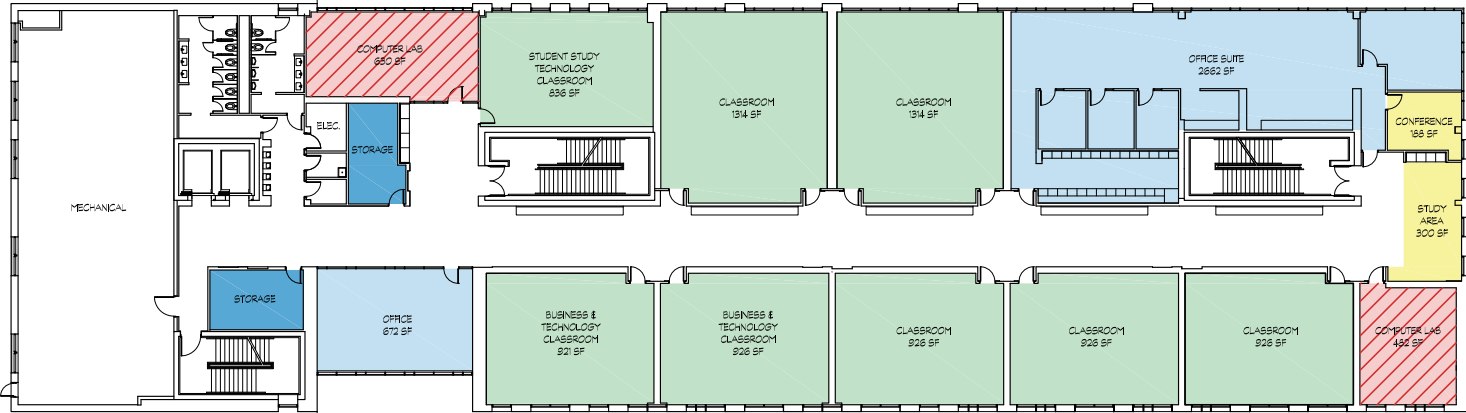 COMPUTER LAB
630 SF
STUDENT STUDY
TECHNOLOGY
CLASSROOM
836 SF
CLASSROOM
1314 SF
CLASSROOM
1314 SF
OFFICE SUITE
2662 SF
CONFERENCE
188 SF
ELEC.
STORAGE
MECHANICAL
STUDY
AREA
300 SF
STORAGE
OFFICE
672 SF
BUSINESS &
TECHNOLOGY
CLASSROOM
921 SF
BUSINESS &
TECHNOLOGY
CLASSROOM
926 SF
CLASSROOM
926 SF
CLASSROOM
926 SF
CLASSROOM
926 SF
COMPUTER LAB
482 SF